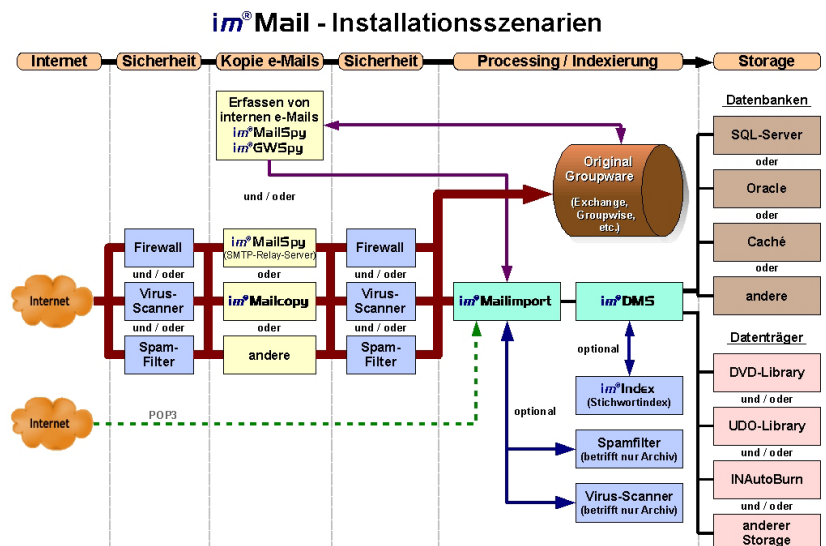 im®Mail - Installationsszenarien
Internet
Sicherheit
Kopie e-Mails
Sicherheit
Processing / Indexierung
Storage
Erfassen von
internen e-Mails
im®MailSpy
im®GWSpy
und / oder
Original
Groupware
(Exchange,
Groupwise,
etc.)
Datenbanken
SQL-Server
oder
Oracle
oder
Caché
oder
andere
Internet
Firewall
und / oder
Virus-
Scanner
und / oder
Spam-
Filter
im®MailSpy
(SMTP-Relay-Server)
oder
im®Mailcopy
oder
andere
Firewall
und / oder
Virus-
Scanner
und / oder
Spam-
Filter
im®Mailimport
im®DMS
optional
im®Index
(Stichwortindex)
Internet
POP3
optional
Spamfilter
(betrifft nur Archiv)
Virus-Scanner
(betrifft nur Archiv)
Datenträger
DVD-Library
und / oder
UDO-Library
und / oder
INAutoBurn
und / oder
anderer
Storage